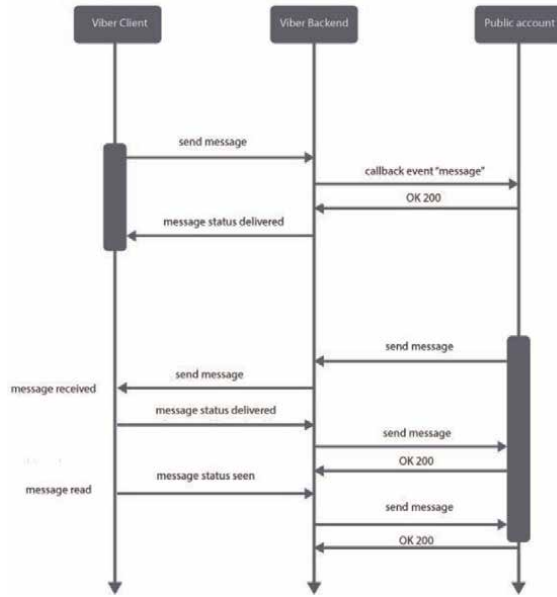 Viber Client
Viber Backend
Public account
send message
callback event "message"
OK 200
message status delivered
send message
send message
message received
message status delivered
send message
OK 200
message status seen
message read
send message
OK 200